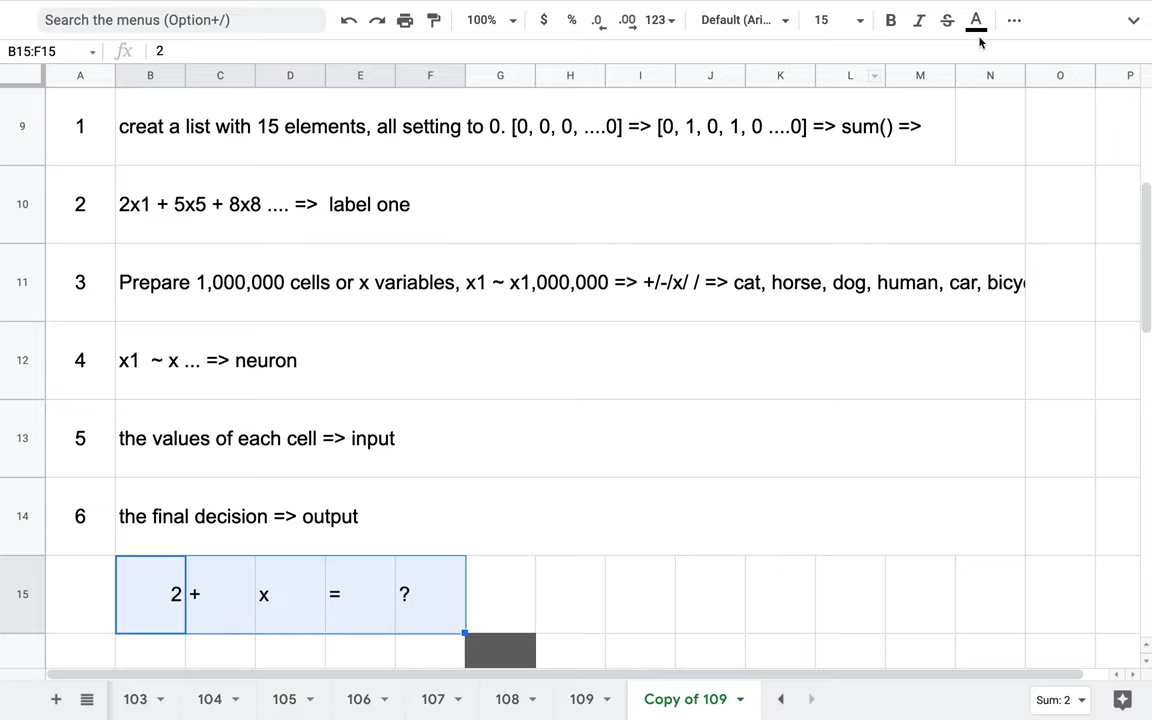 Search the menus (Option+/) 100% $ % .0 .00 123 Default (Ari... 15 B I S A ...
B15:F15 fx 2
A B C D E F G H I J K L M N O P
9 1 creat a list with 15 elements, all setting to 0. [0, 0, 0, ....0] => [0, 1, 0, 1, 0 ....0] => sum() =>
10 2 2x1 + 5x5 + 8x8 .... => label one
11 3 Prepare 1,000,000 cells or x variables, x1 ~ x1,000,000 => +/-/x/ / => cat, horse, dog, human, car, bicy
12 4 x1 ~ x ... => neuron
13 5 the values of each cell => input
14 6 the final decision => output
15 2 + x = ?
+ 103 104 105 106 107 108 109 Copy of 109 Sum: 2